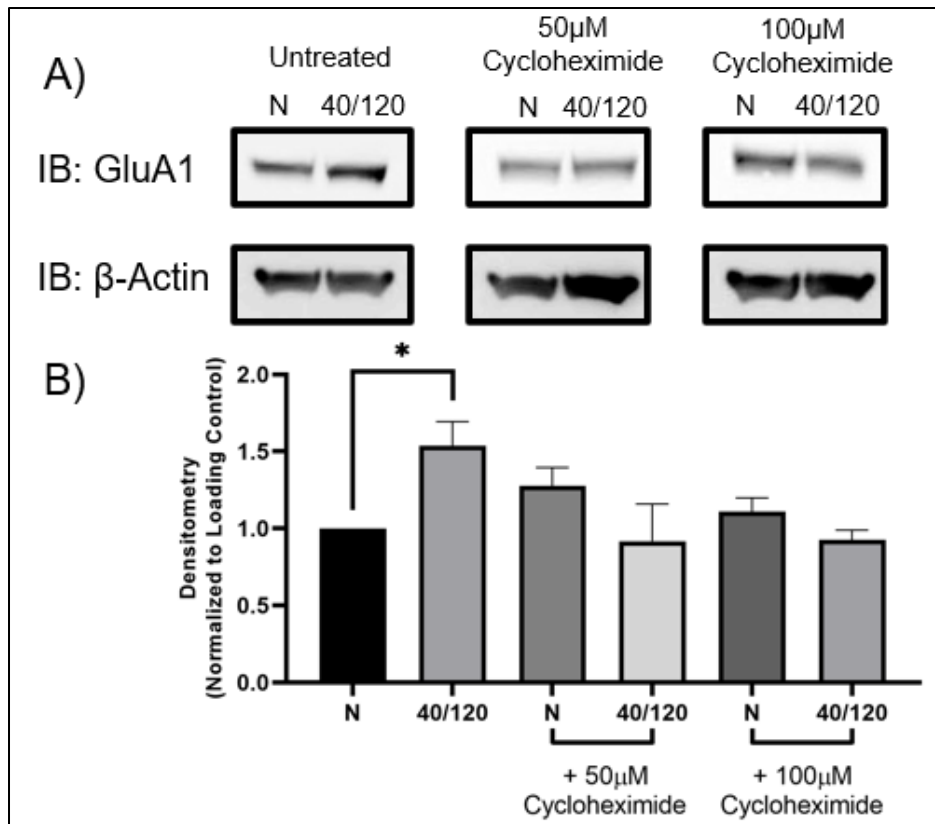 A)
Untreated
50µM
Cycloheximide
100µM
Cycloheximide
N 40/120
N 40/120
N 40/120
IB: GluA1
IB: β-Actin
B)
*
Densitometry
(Normalized to Loading Control)
2.0
1.5
1.0
0.5
0.0
N 40/120 N 40/120 N 40/120
+ 50µM
Cycloheximide
+ 100µM
Cycloheximide